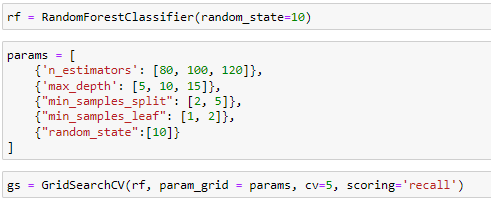 rf = RandomForestClassifier(random_state=10)
params = [
    {'n_estimators': [80, 100, 120]},
    {'max_depth': [5, 10, 15]},
    {"min_samples_split": [2, 5]},
    {"min_samples_leaf": [1, 2]},
    {"random_state":[10]}
]
gs = GridSearchCV(rf, param_grid = params, cv=5, scoring='recall')